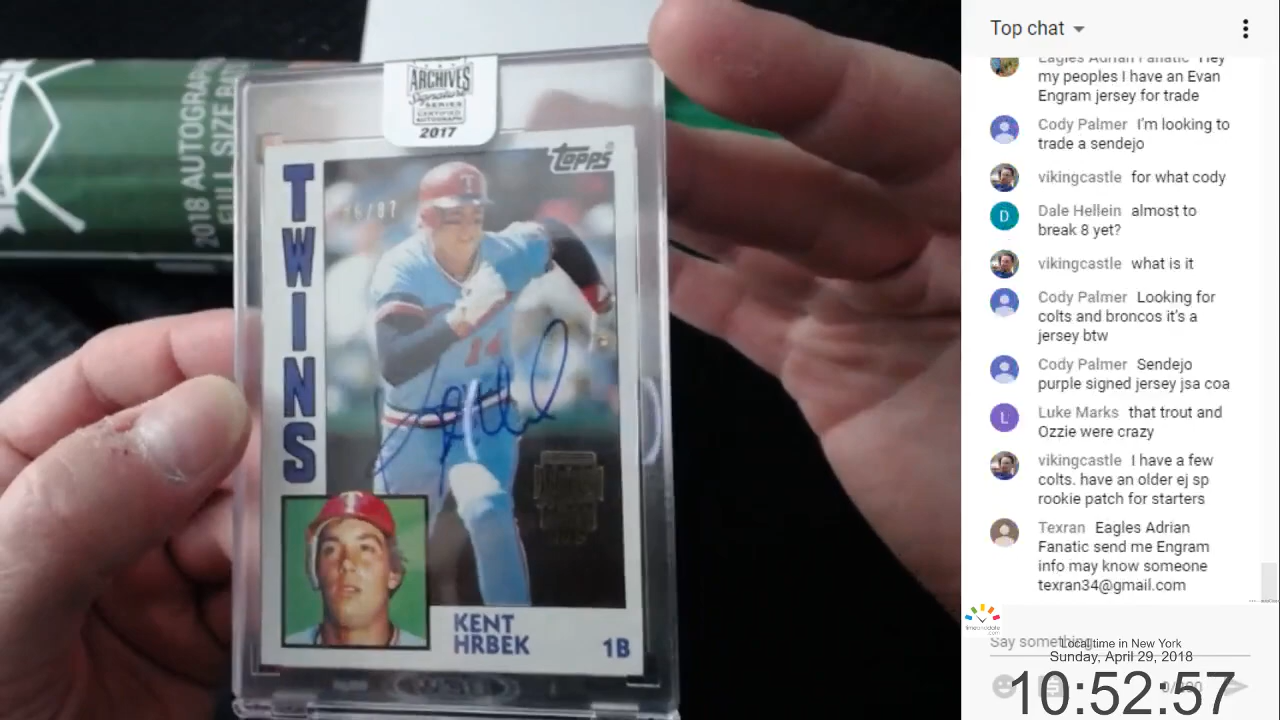 2018 AUTOGRAPH
FULL SIZE BA
ARCHIVES
Signature
SERIES
CERTIFIED
AUTOGRAPH
2017
TOPPS
TWINS
T
14
T
KENT
HRBEK
1B
Top chat
Eagles Adrian Fanatic Hey
my peoples I have an Evan
Engram jersey for trade
Cody Palmer I'm looking to
trade a sendejo
vikingcastle for what cody
D
Dale Hellein almost to
break 8 yet?
vikingcastle what is it
Cody Palmer Looking for
colts and broncos it's a
jersey btw
Cody Palmer Sendejo
purple signed jersey jsa coa
L
Luke Marks that trout and
Ozzie were crazy
vikingcastle I have a few
colts. have an older ej sp
rookie patch for starters
Texran Eagles Adrian
Fanatic send me Engram
info may know someone
texran34@gmail.com
Say something
Local time in New York
Sunday, April 29, 2018
10:52:57